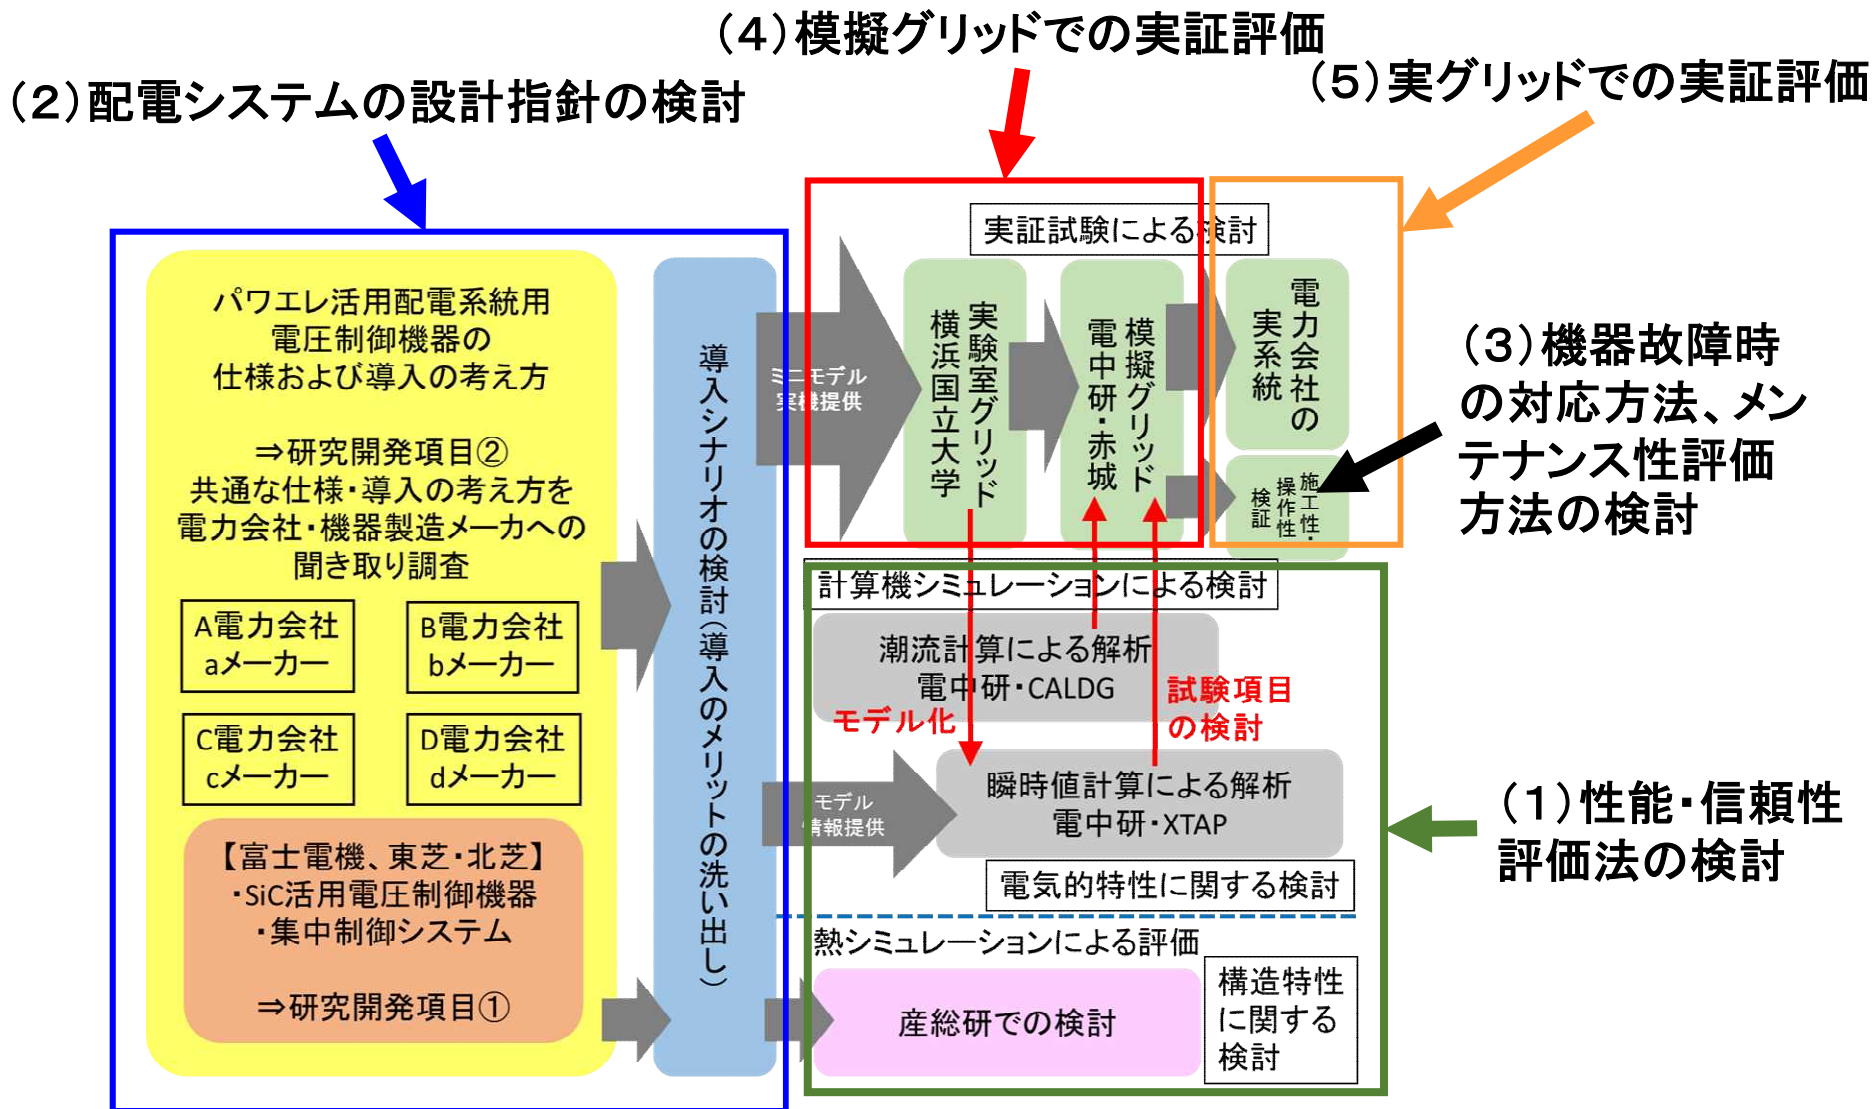 (4)模擬グリッドでの実証評価
(5)実グリッドでの実証評価
(2)配電システムの設計指針の検討
パワエレ活用配電系統用
電圧制御機器の
仕様および導入の考え方
⇒研究開発項目②
共通な仕様・導入の考え方を
電力会社・機器製造メーカへの
聞き取り調査
A電力会社
aメーカー
B電力会社
bメーカー
C電力会社
cメーカー
D電力会社
dメーカー
【富士電機、東芝・北芝】
・SiC活用電圧制御機器
・集中制御システム
⇒研究開発項目①
導入シナリオの検討(導入のメリットの洗い出し)
ミニモデル
実機提供
実証試験による検討
実験室グリッド
横浜国立大学
模擬グリッド
電中研・赤城
電力会社の
実系統
施工性・
操作性
検証
(3)機器故障時
の対応方法、メン
テナンス性評価
方法の検討
計算機シミュレーションによる検討
潮流計算による解析
電中研・CALDG
モデル化
試験項目
の検討
モデル
情報提供
瞬時値計算による解析
電中研・XTAP
電気的特性に関する検討
(1)性能・信頼性
評価法の検討
熱シミュレーションによる評価
産総研での検討
構造特性
に関する
検討